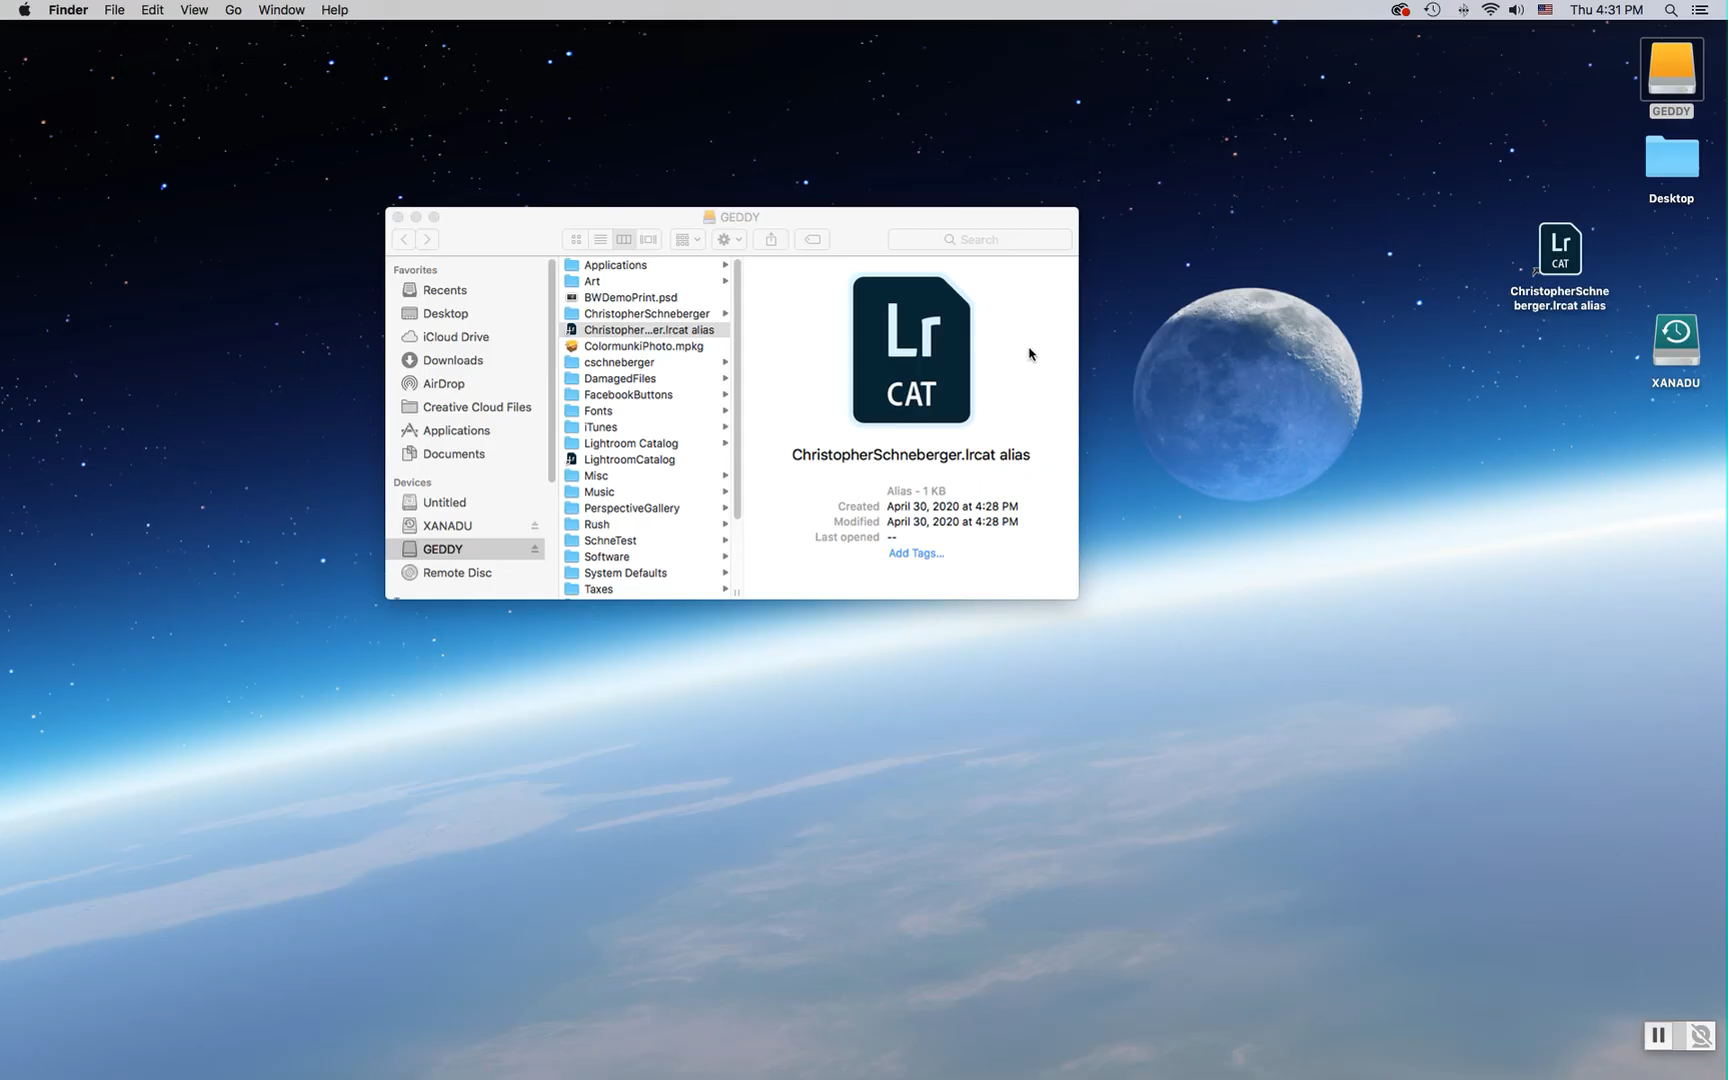 Finder File Edit View Go Window Help
Thu 4:31 PM
GEDDY
Desktop
Lr
CAT
ChristopherSchne
berger.lrcat alias
XANADU
GEDDY
Search
Favorites
Recents
Desktop
iCloud Drive
Downloads
AirDrop
Creative Cloud Files
Applications
Documents
Devices
Untitled
XANADU
GEDDY
Remote Disc
Applications
Art
BWDemoPrint.psd
ChristopherSchneberger
Christopher...er.lrcat alias
ColormunkiPhoto.mpkg
cschneberger
DamagedFiles
FacebookButtons
Fonts
iTunes
Lightroom Catalog
LightroomCatalog
Misc
Music
PerspectiveGallery
Rush
SchneTest
Software
System Defaults
Taxes
Lr
CAT
ChristopherSchneberger.lrcat alias
Alias - 1 KB
Created April 30, 2020 at 4:28 PM
Modified April 30, 2020 at 4:28 PM
Last opened --
Add Tags...